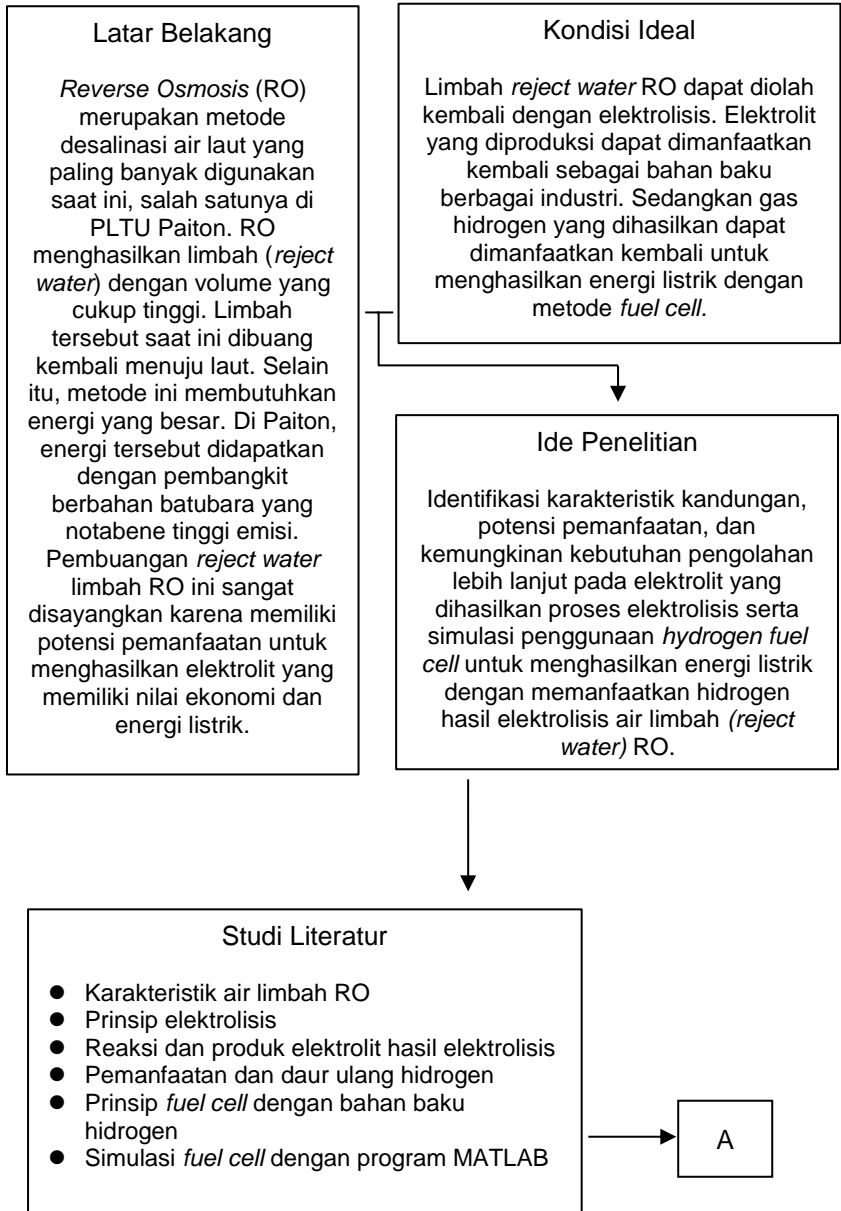 Latar Belakang
Reverse Osmosis (RO)
merupakan metode
desalinasi air laut yang
paling banyak digunakan
saat ini, salah satunya di
PLTU Paiton. RO
menghasilkan limbah (reject
water) dengan volume yang
cukup tinggi. Limbah
tersebut saat ini dibuang
kembali menuju laut. Selain
itu, metode ini membutuhkan
energi yang besar. Di Paiton,
energi tersebut didapatkan
dengan pembangkit
berbahan batubara yang
notabene tinggi emisi.
Pembuangan reject water
limbah RO ini sangat
disayangkan karena memiliki
potensi pemanfaatan untuk
menghasilkan elektrolit yang
memiliki nilai ekonomi dan
energi listrik.
Kondisi Ideal
Limbah reject water RO dapat diolah
kembali dengan elektrolisis. Elektrolit
yang diproduksi dapat dimanfaatkan
kembali sebagai bahan baku
berbagai industri. Sedangkan gas
hidrogen yang dihasilkan dapat
dimanfaatkan kembali untuk
menghasilkan energi listrik dengan
metode fuel cell.
Ide Penelitian
Identifikasi karakteristik kandungan,
potensi pemanfaatan, dan
kemungkinan kebutuhan pengolahan
lebih lanjut pada elektrolit yang
dihasilkan proses elektrolisis serta
simulasi penggunaan hydrogen fuel
cell untuk menghasilkan energi listrik
dengan memanfaatkan hidrogen
hasil elektrolisis air limbah (reject
water) RO.
Studi Literatur
● Karakteristik air limbah RO
● Prinsip elektrolisis
● Reaksi dan produk elektrolit hasil elektrolisis
● Pemanfaatan dan daur ulang hidrogen
● Prinsip fuel cell dengan bahan baku
hidrogen
● Simulasi fuel cell dengan program MATLAB
A